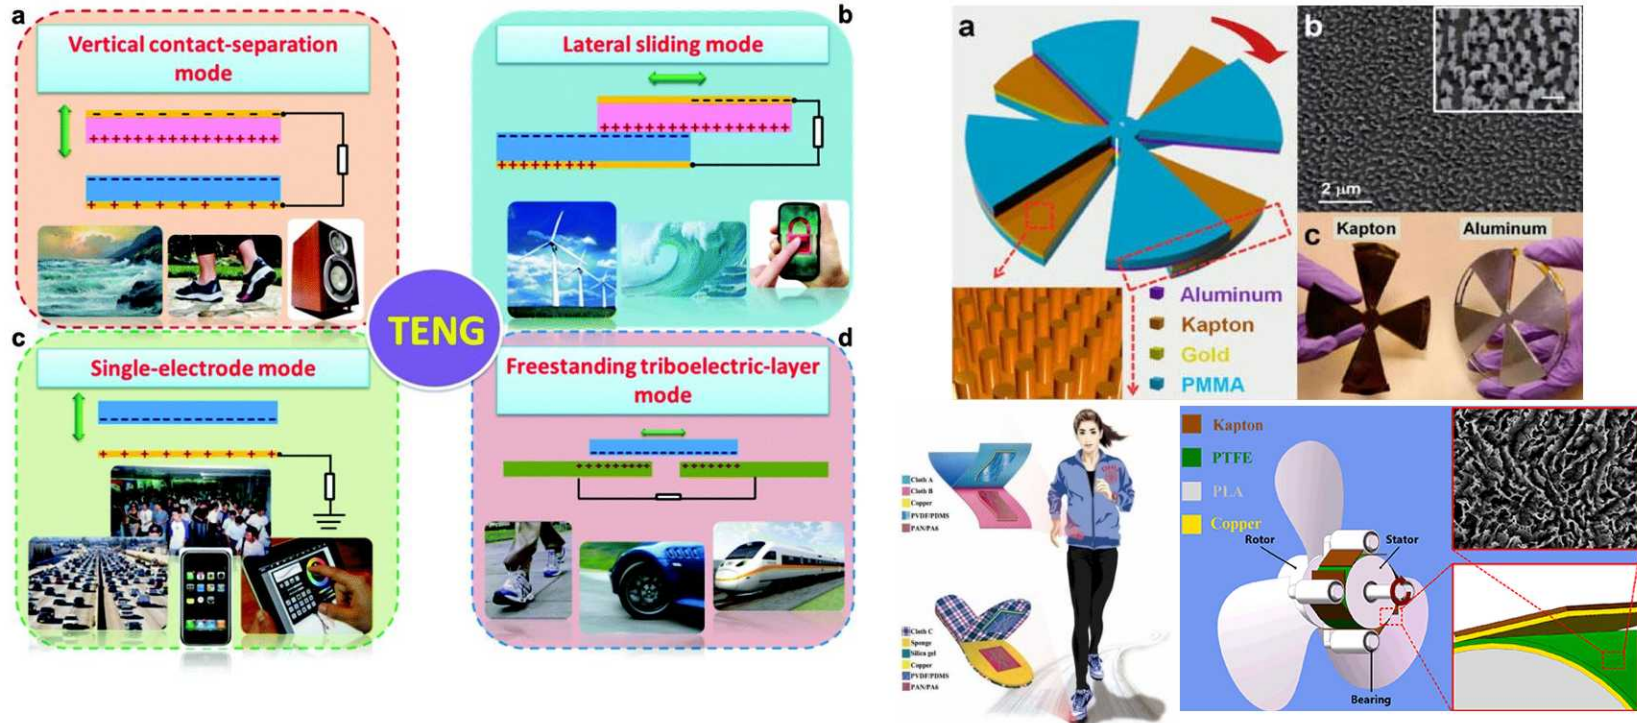 a
Vertical contact-separation
mode
b
Lateral sliding mode
TENG
c
Single-electrode mode
d
Freestanding triboelectric-layer
mode
a
Aluminum
Kapton
Gold
PMMA
b
2 μm
c
Kapton
Aluminum
Cloth A
Cloth B
Copper
PVDF/PDMS
PAN/PA6
Cloth C
Sponge
Silica gel
Copper
PVDF/PDMS
PAN/PA6
Kapton
PTFE
PLA
Copper
Rotor
Stator
Bearing